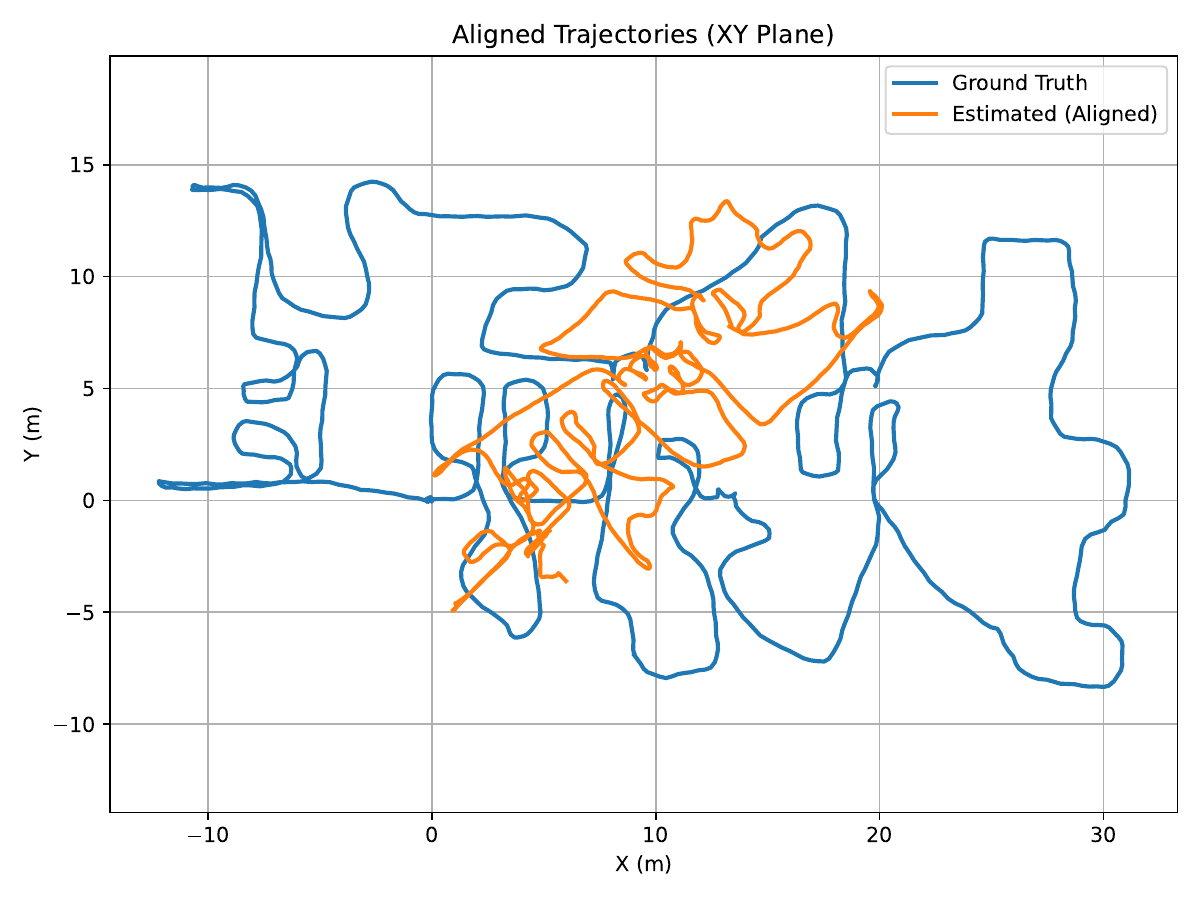 Aligned Trajectories (XY Plane)
Ground Truth
Estimated (Aligned)
15
10
5
0
−5
−10
Y (m)
−10 0 10 20 30
X (m)